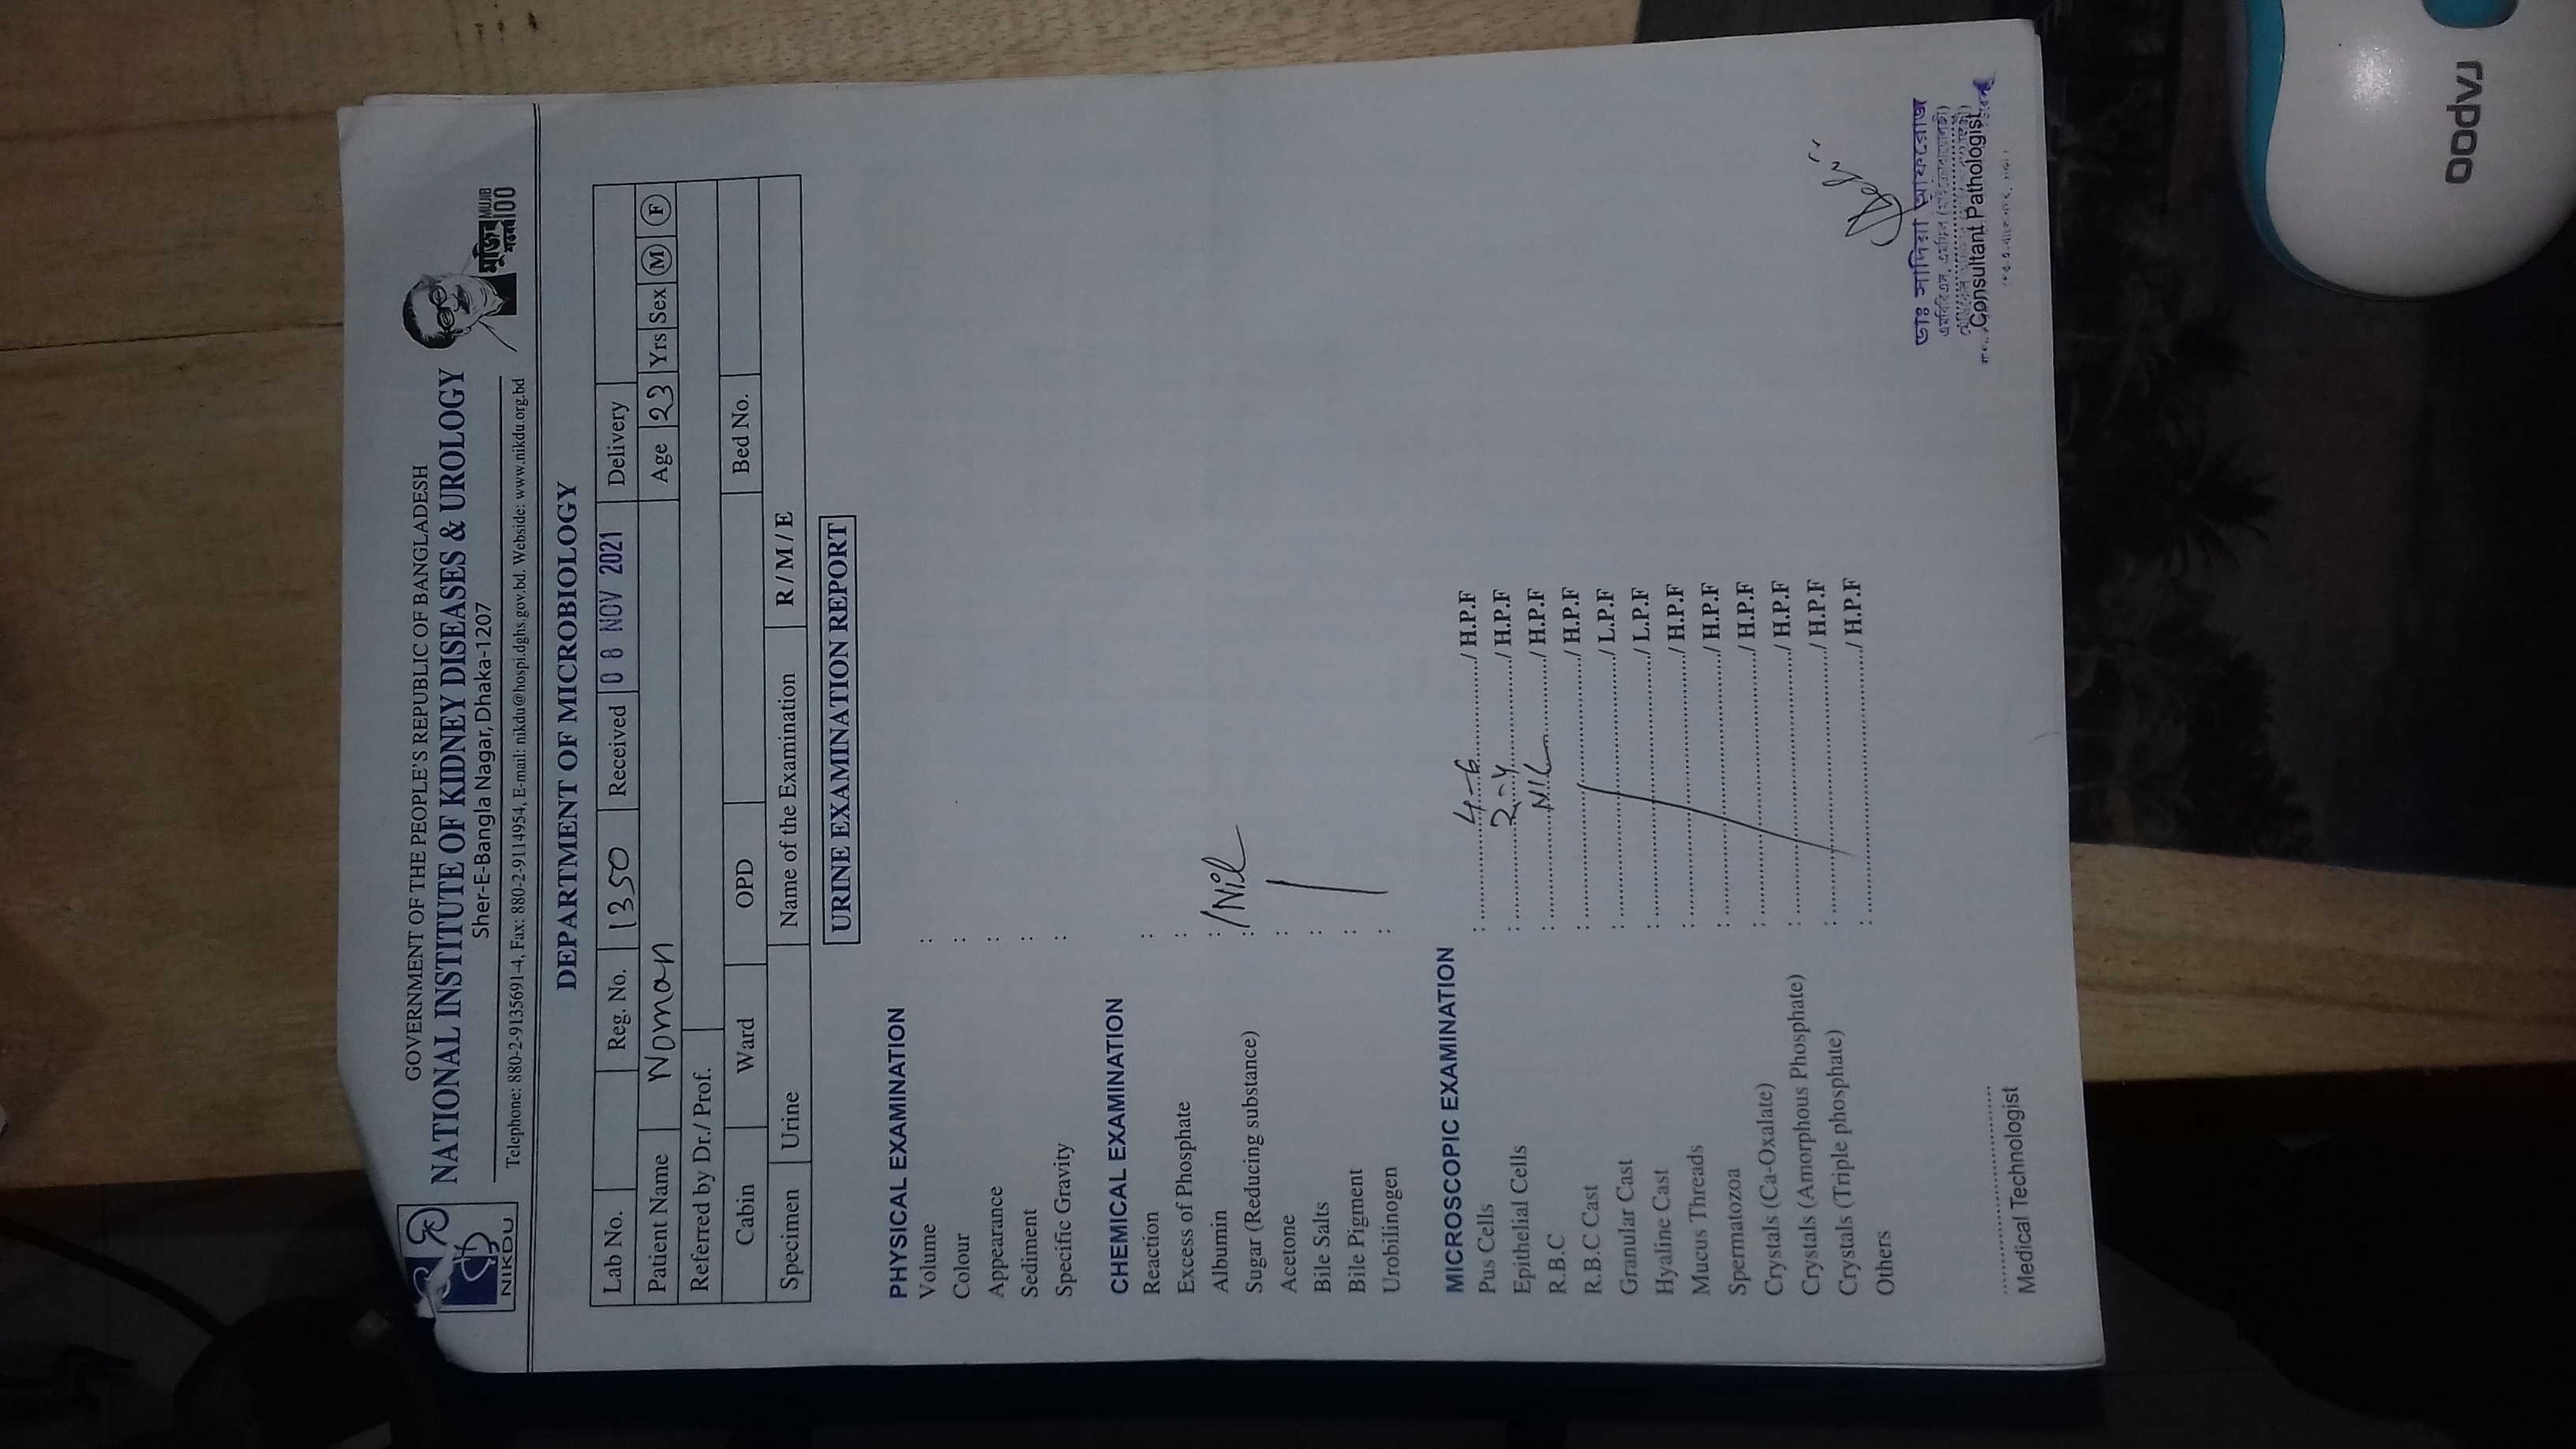 GOVERNMENT OF THE PEOPLE'S REPUBLIC OF BANGLADESH
NATIONAL INSTITUTE OF KIDNEY DISEASES & UROLOGY
Sher-E-Bangla Nagar, Dhaka-1207
Telephone: 880-2-9135691-4, Fax: 880-2-9114954, E-mail: nikdu@hospi.dghs.gov.bd. Webside: www.nikdu.org.bd
NIKDU
মুজিব শতবর্ষ MUJIB 100
DEPARTMENT OF MICROBIOLOGY
Lab No. Reg. No. 1350 Received 08 NOV 2021 Delivery
Patient Name Noman Age 23 Yrs Sex M F
Referred by Dr./ Prof.
Cabin Ward OPD Bed No.
Specimen Urine Name of the Examination R / M / E
URINE EXAMINATION REPORT
PHYSICAL EXAMINATION
Volume :
Colour :
Appearance :
Sediment :
Specific Gravity :
CHEMICAL EXAMINATION
Reaction :
Excess of Phosphate :
Albumin : Nil
Sugar (Reducing substance) :
Acetone :
Bile Salts :
Bile Pigment :
Urobilinogen :
MICROSCOPIC EXAMINATION
Pus Cells : 4-6 / H.P.F
Epithelial Cells : 2-4 / H.P.F
R.B.C : NIL / H.P.F
R.B.C Cast : / H.P.F
Granular Cast : / L.P.F
Hyaline Cast : / L.P.F
Mucus Threads : / H.P.F
Spermatozoa : / H.P.F
Crystals (Ca-Oxalate) : / H.P.F
Crystals (Amorphous Phosphate) : / H.P.F
Crystals (Triple phosphate) : / H.P.F
Others : / H.P.F
ডাঃ সাদিয়া আফরোজ
এমবিবিএস, এমফিল (মাইক্রোবায়োলজী)
Consultant Pathologist
Medical Technologist
rapoo